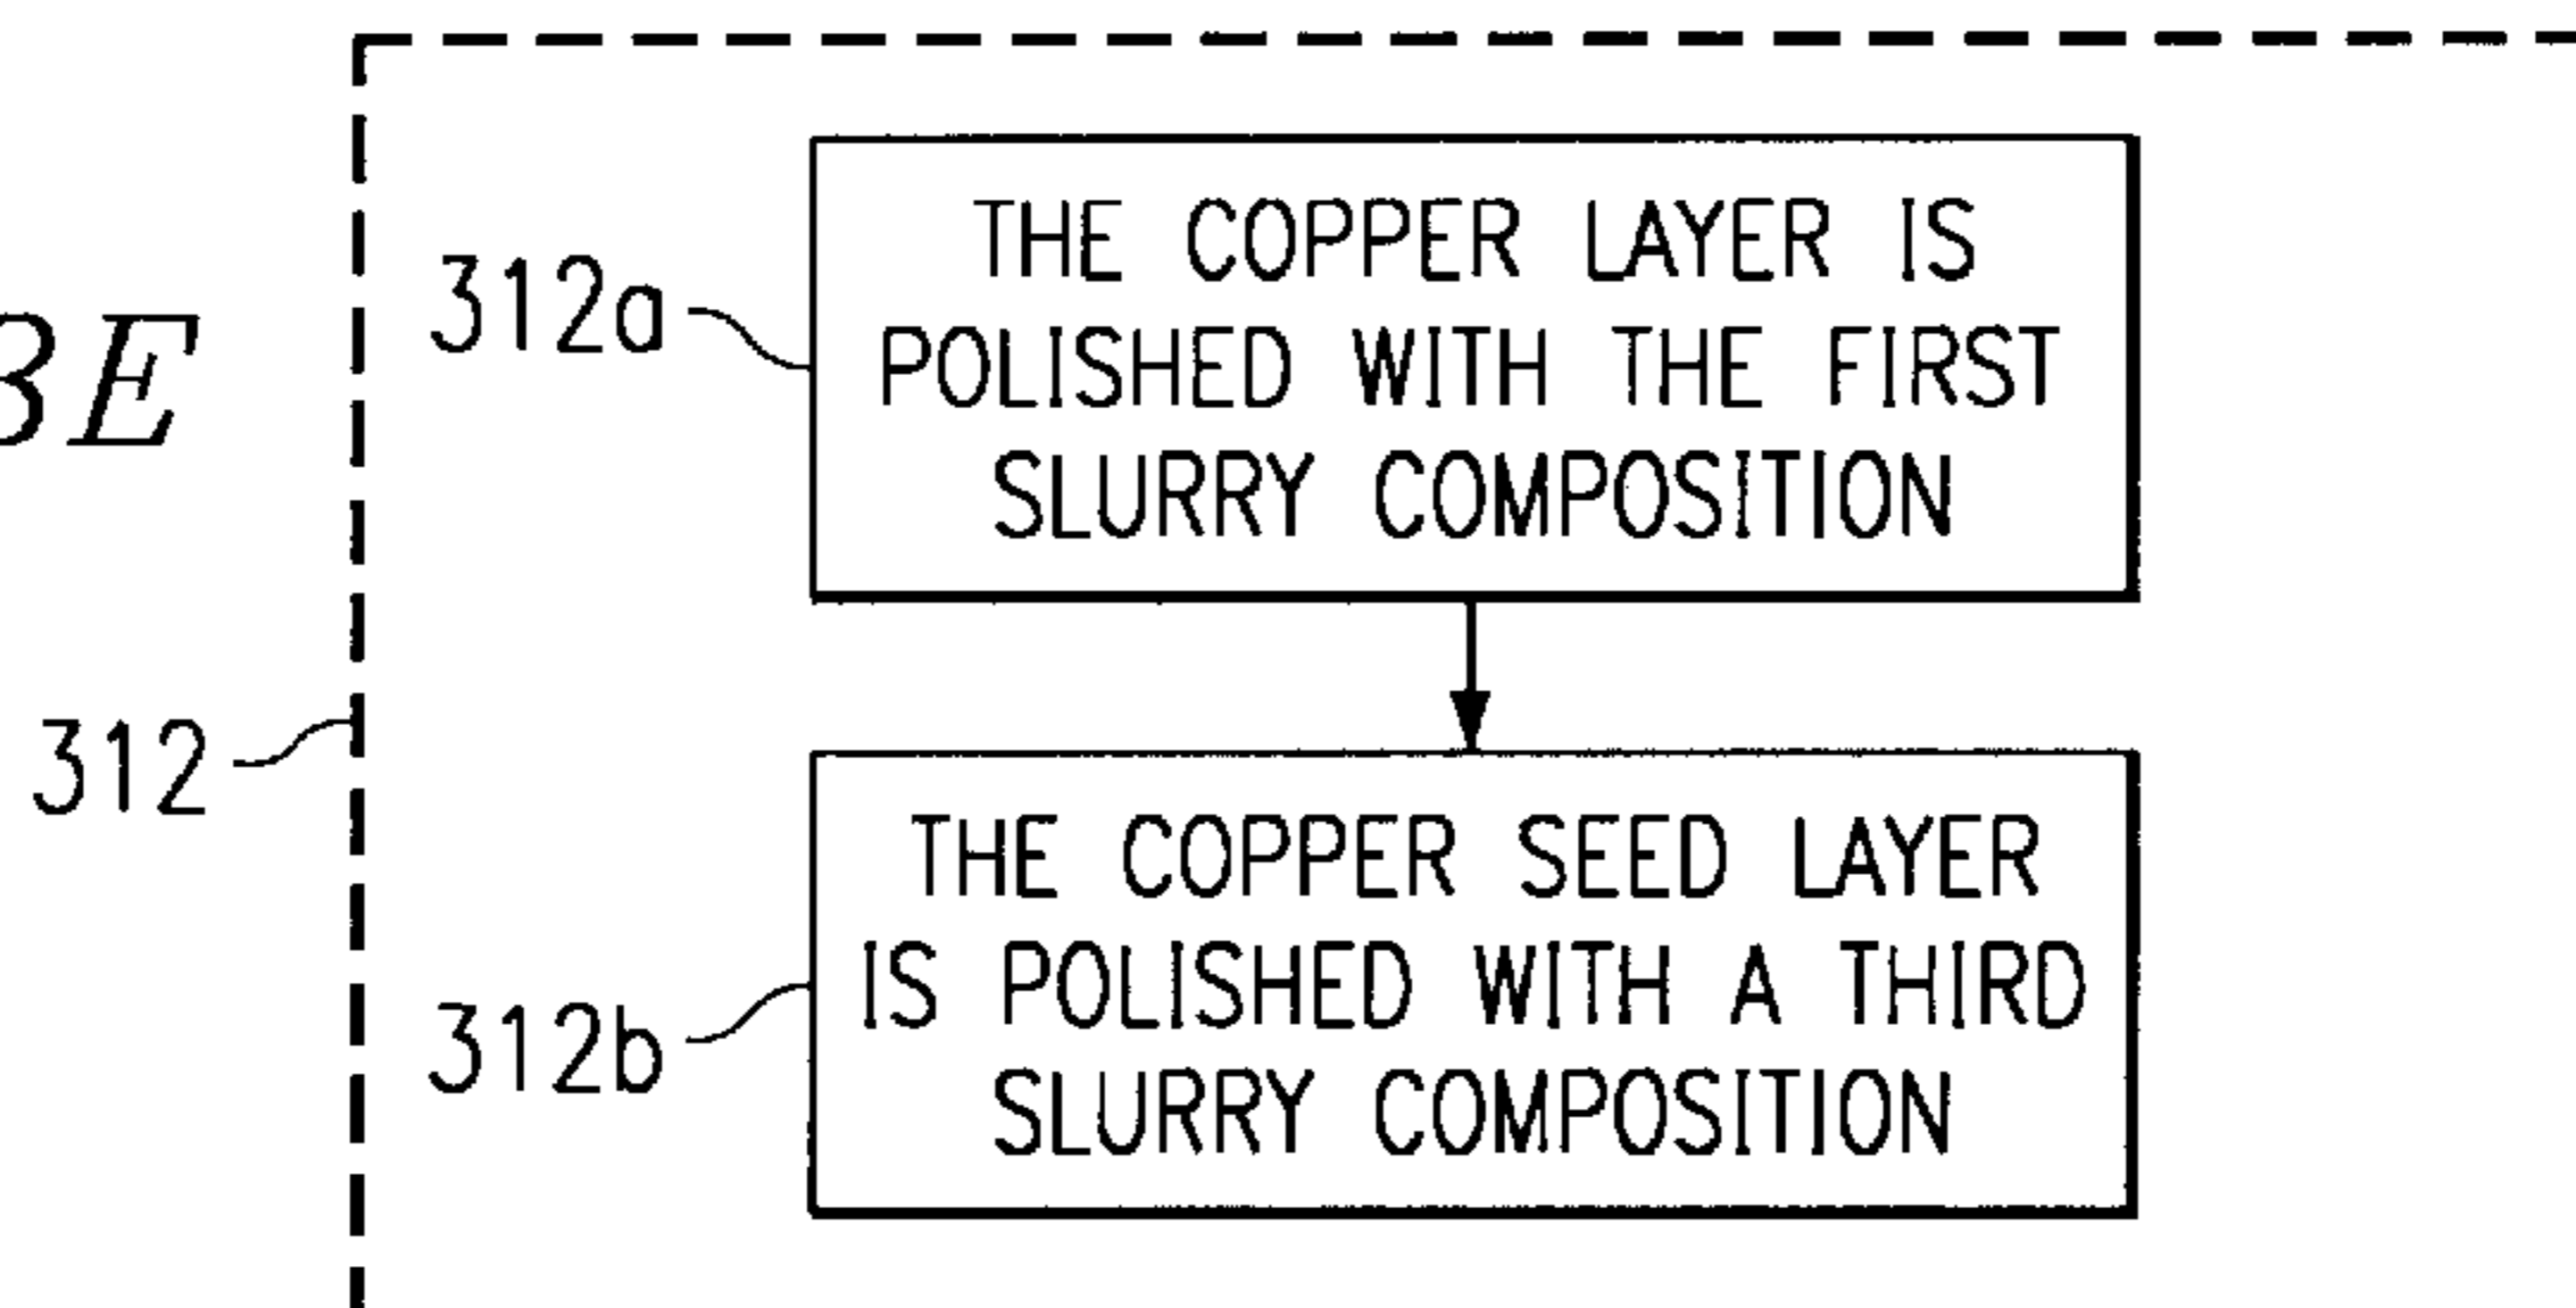 3E
312a
THE COPPER LAYER IS
POLISHED WITH THE FIRST
SLURRY COMPOSITION
312
THE COPPER SEED LAYER
IS POLISHED WITH A THIRD
SLURRY COMPOSITION
312b